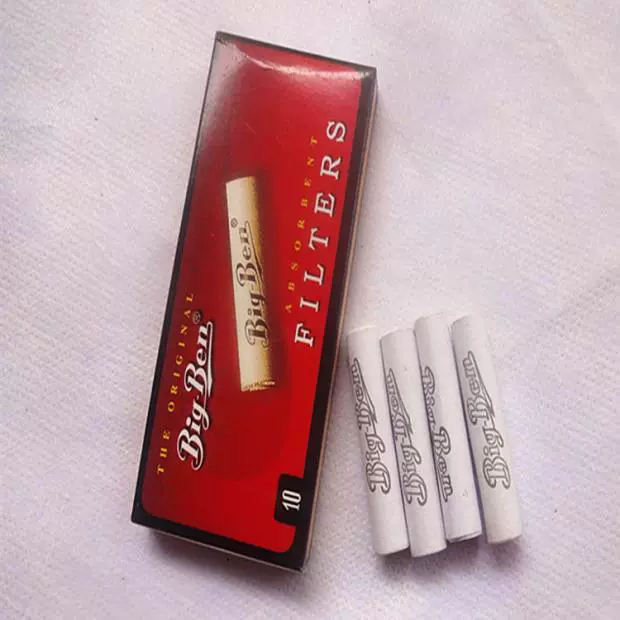 THE ORIGINAL
Big-Ben®
Big-Ben®
ABSORBENT
FILTERS
10
Big-Ben
Big-Ben
Big-Ben
Big-Ben